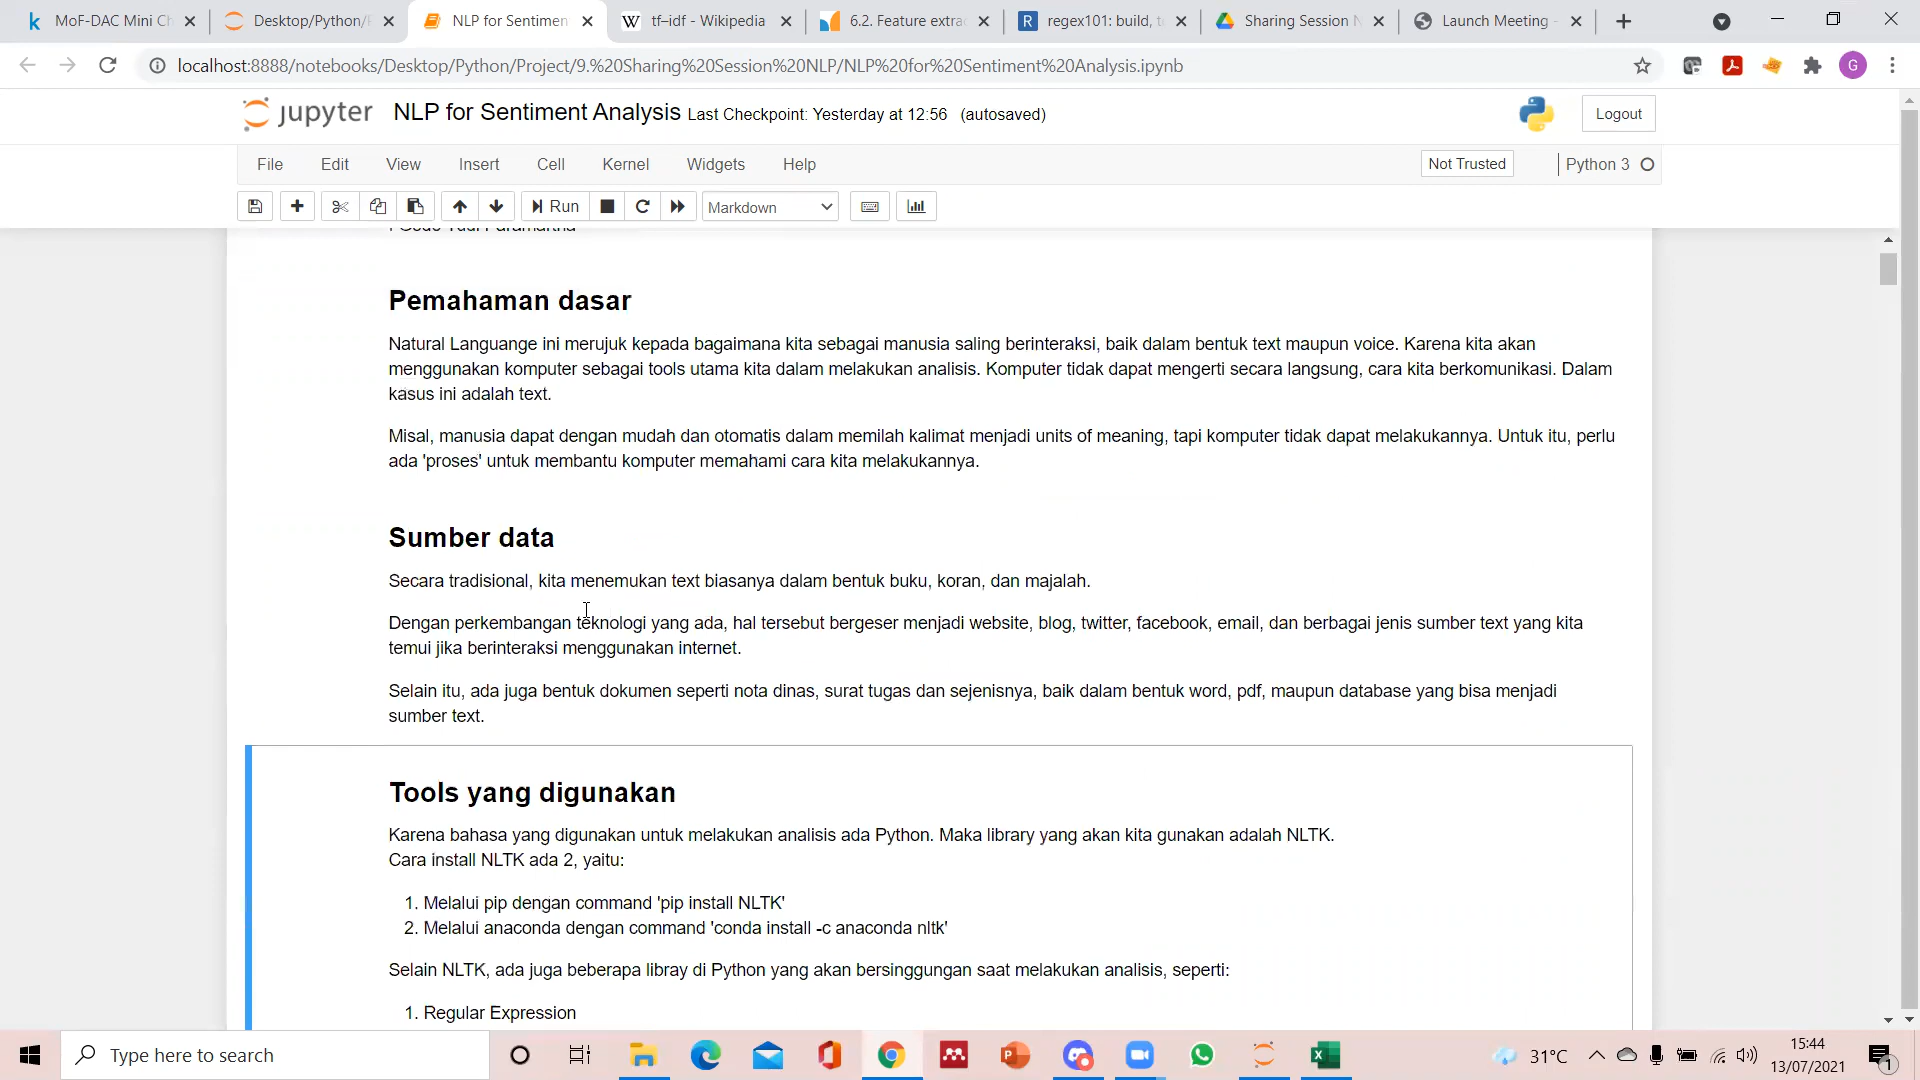 MoF-DAC Mini Ch
Desktop/Python/
NLP for Sentimen
tf–idf - Wikipedia
6.2. Feature extrac
regex101: build, t
Sharing Session N
Launch Meeting -
localhost:8888/notebooks/Desktop/Python/Project/9.%20Sharing%20Session%20NLP/NLP%20for%20Sentiment%20Analysis.ipynb
G
jupyter NLP for Sentiment Analysis Last Checkpoint: Yesterday at 12:56 (autosaved)
Logout
File Edit View Insert Cell Kernel Widgets Help
Not Trusted
Python 3
Run
Markdown
Pemahaman dasar
Natural Languange ini merujuk kepada bagaimana kita sebagai manusia saling berinteraksi, baik dalam bentuk text maupun voice. Karena kita akan
menggunakan komputer sebagai tools utama kita dalam melakukan analisis. Komputer tidak dapat mengerti secara langsung, cara kita berkomunikasi. Dalam
kasus ini adalah text.
Misal, manusia dapat dengan mudah dan otomatis dalam memilah kalimat menjadi units of meaning, tapi komputer tidak dapat melakukannya. Untuk itu, perlu
ada 'proses' untuk membantu komputer memahami cara kita melakukannya.
Sumber data
Secara tradisional, kita menemukan text biasanya dalam bentuk buku, koran, dan majalah.
Dengan perkembangan teknologi yang ada, hal tersebut bergeser menjadi website, blog, twitter, facebook, email, dan berbagai jenis sumber text yang kita
temui jika berinteraksi menggunakan internet.
Selain itu, ada juga bentuk dokumen seperti nota dinas, surat tugas dan sejenisnya, baik dalam bentuk word, pdf, maupun database yang bisa menjadi
sumber text.
Tools yang digunakan
Karena bahasa yang digunakan untuk melakukan analisis ada Python. Maka library yang akan kita gunakan adalah NLTK.
Cara install NLTK ada 2, yaitu:
1. Melalui pip dengan command 'pip install NLTK'
2. Melalui anaconda dengan command 'conda install -c anaconda nltk'
Selain NLTK, ada juga beberapa libray di Python yang akan bersinggungan saat melakukan analisis, seperti:
1. Regular Expression
Type here to search
31°C
15:44
13/07/2021
1